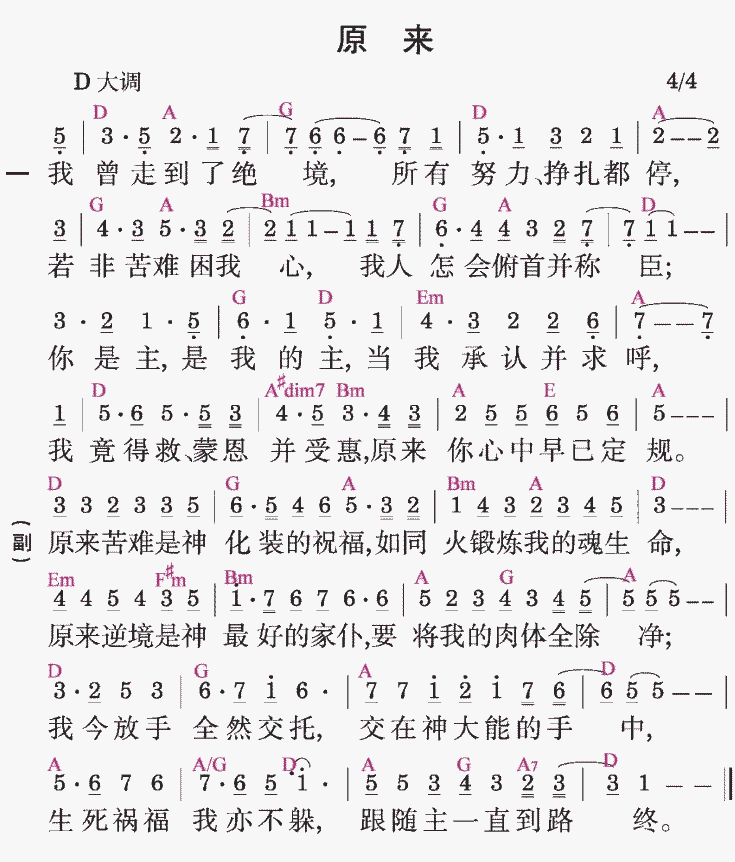 原 来
D 大调 4/4
D A G D A
5 | 3 · 5 2 · 1 7 | 7 6 6 – 6 7 1 | 5 · 1 3 2 1 | 2 – – 2
一 我 曾 走 到 了 绝 境, 所 有 努 力、挣 扎 都 停,
G A Bm G A D
3 | 4 · 3 5 · 3 2 | 2 1 1 – 1 1 7 | 6 · 4 4 3 2 7 | 7 1 1 – – |
若 非 苦 难 困 我 心, 我 人 怎 会 俯 首 并 称 臣;
G D Em A
3 · 2 1 · 5 | 6 · 1 5 · 1 | 4 · 3 2 2 6 | 7 – – 7
你 是 主, 是 我 的 主, 当 我 承 认 并 求 呼,
D A♯dim7 Bm A E A
1 | 5 · 6 5 · 5 3 | 4 · 5 3 · 4 3 | 2 5 5 6 5 6 | 5 – – – |
我 竟 得 救、蒙 恩 并 受 惠,原 来 你 心 中 早 已 定 规。
D G A Bm A D
3 3 2 3 3 5 | 6 · 5 4 6 5 · 3 2 | 1 4 3 2 3 4 5 | 3 – – – |
(副) 原 来 苦 难 是 神 化 装 的 祝 福,如 同 火 锻 炼 我 的 魂 生 命,
Em F♯m Bm A G A
4 4 5 4 3 5 | 1 · 7 6 7 6 · 6 | 5 2 3 4 3 4 5 | 5 5 5 – – |
原 来 逆 境 是 神 最 好 的 家 仆,要 将 我 的 肉 体 全 除 净;
D G A D
3 · 2 5 3 | 6 · 7 1 6 · | 7 7 1 2 1 7 6 | 6 5 5 – – |
我 今 放 手 全 然 交 托, 交 在 神 大 能 的 手 中,
A A/G D A G A7 D
5 · 6 7 6 | 7 · 6 5 1 · | 5 5 3 4 3 2 3 | 3 1 – – ‖
生 死 祸 福 我 亦 不 躲, 跟 随 主 一 直 到 路 终。